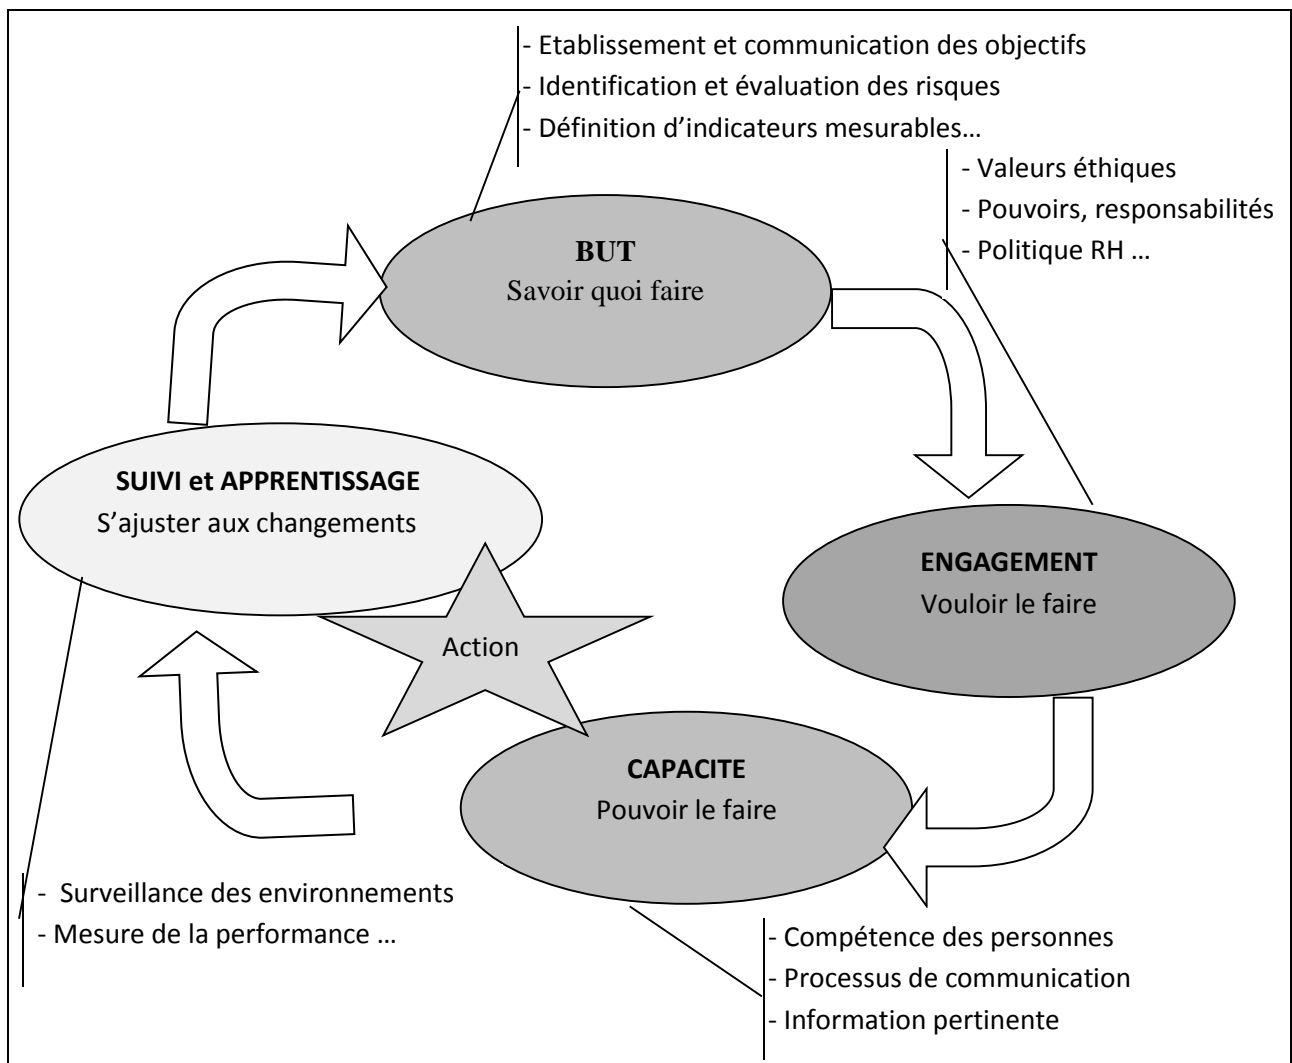 - Etablissement et communication des objectifs
- Identification et évaluation des risques
- Définition d’indicateurs mesurables…
- Valeurs éthiques
- Pouvoirs, responsabilités
- Politique RH …
BUT
Savoir quoi faire
SUIVI et APPRENTISSAGE
S’ajuster aux changements
ENGAGEMENT
Vouloir le faire
Action
CAPACITE
Pouvoir le faire
- Surveillance des environnements
- Mesure de la performance …
- Compétence des personnes
- Processus de communication
- Information pertinente